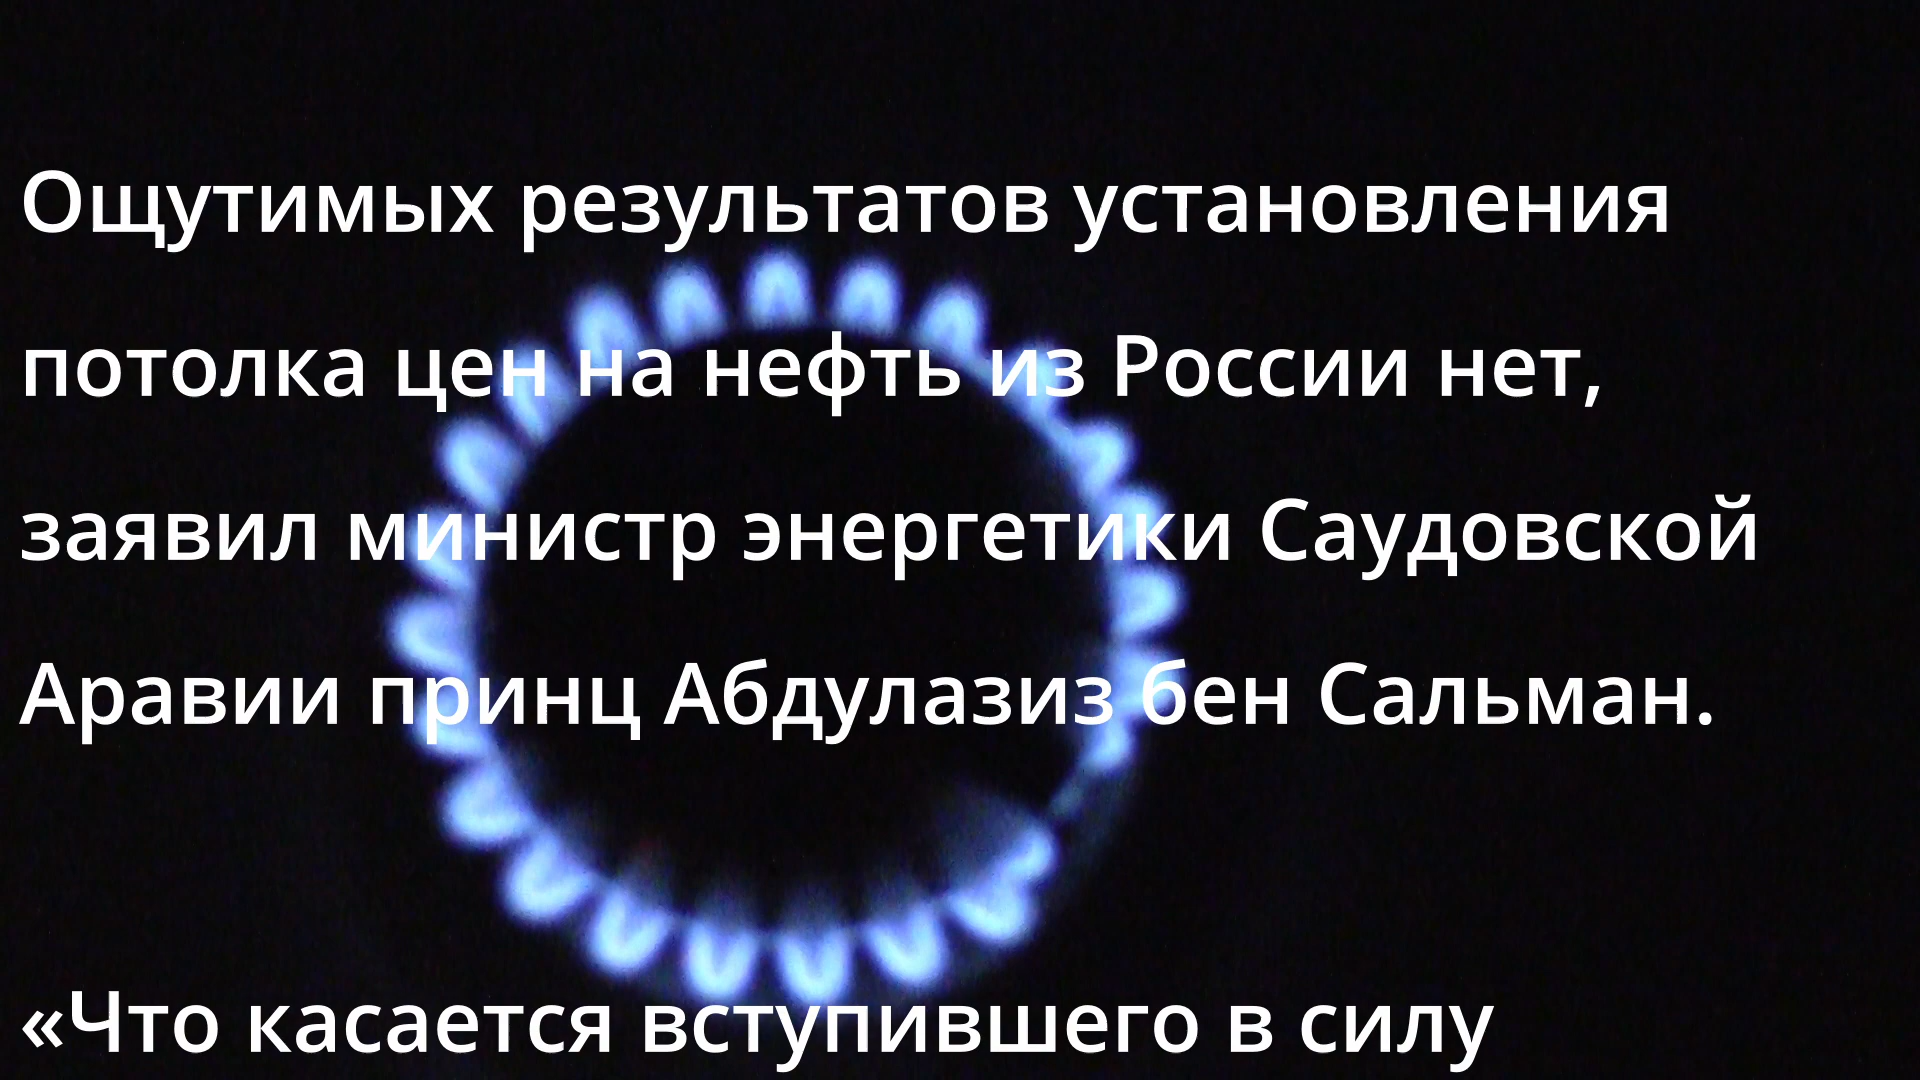 Ощутимых результатов установления
потолка цен на нефть из России нет,
заявил министр энергетики Саудовской
Аравии принц Абдулазиз бен Сальман.
«Что касается вступившего в силу